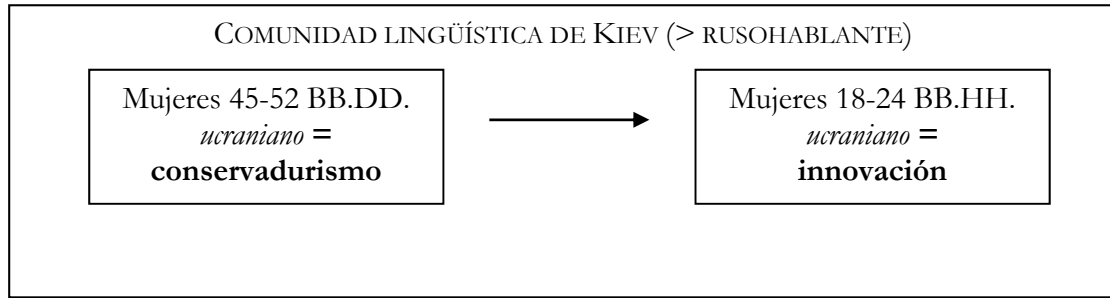 COMUNIDAD LINGÜÍSTICA DE KIEV (> RUSOHABLANTE)
Mujeres 45-52 BB.DD.
ucraniano =
conservadurismo
Mujeres 18-24 BB.HH.
ucraniano =
innovación